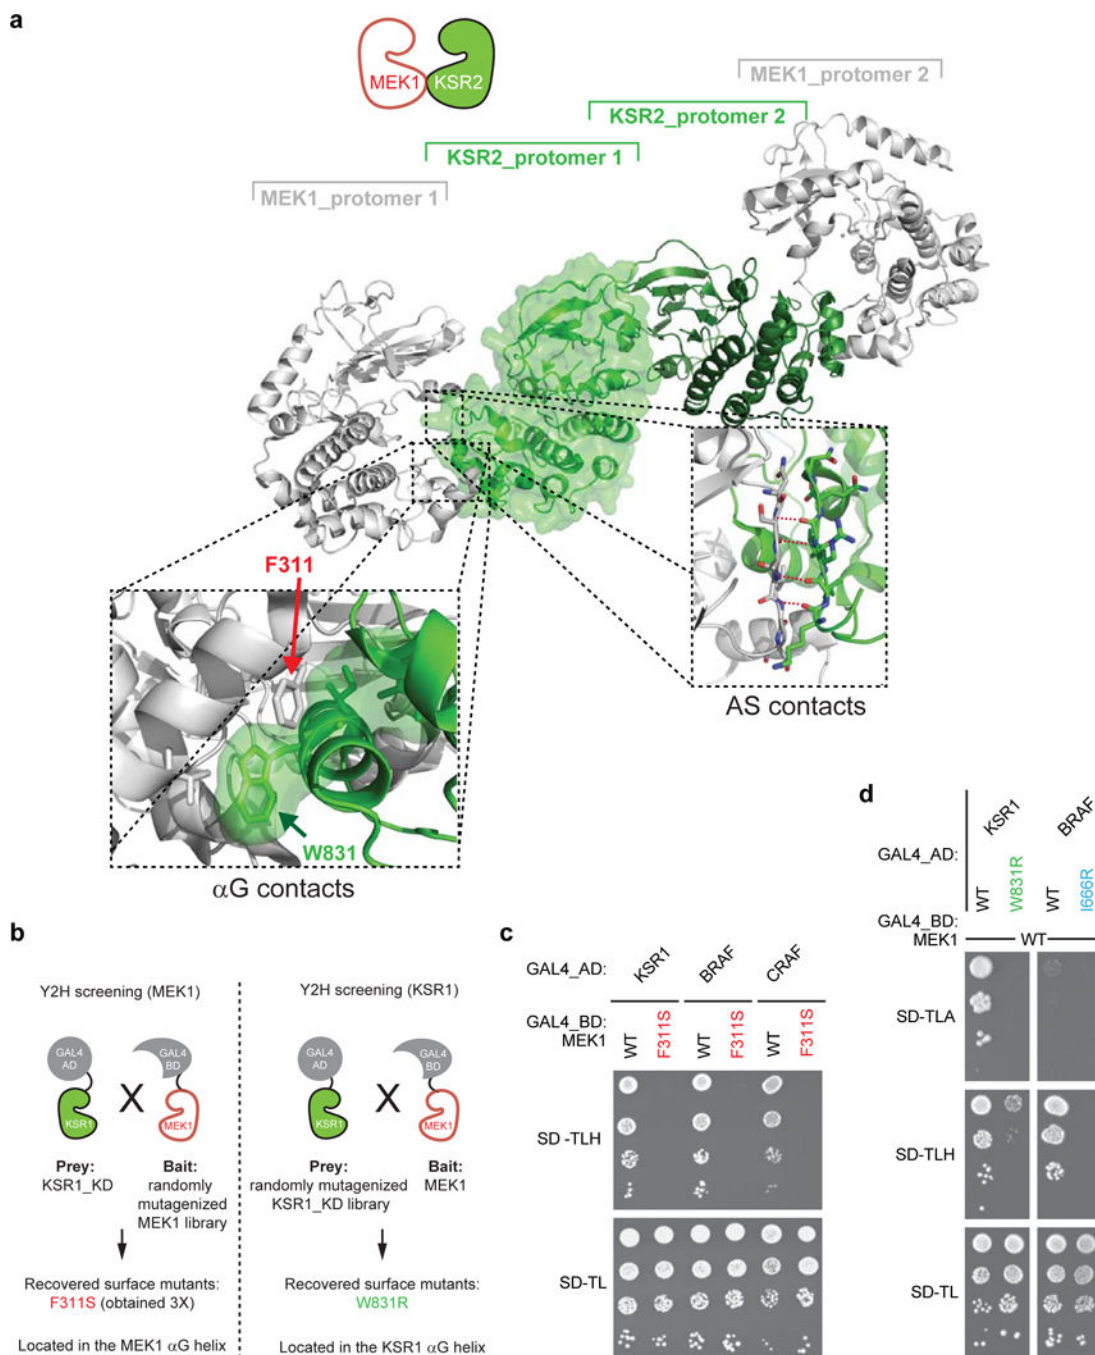 a
MEK1
KSR2
MEK1_protomer 2
KSR2_protomer 2
KSR2_protomer 1
MEK1_protomer 1
F311
W831
αG contacts
AS contacts
b
Y2H screening (MEK1)
Y2H screening (KSR1)
GAL4
AD
GAL4
BD
GAL4
AD
GAL4
BD
KSR1
X
MEK1
KSR1
X
MEK1
Prey:
KSR1_KD
Bait:
randomly
mutagenized
MEK1 library
Prey:
randomly mutagenized
KSR1_KD library
Bait:
MEK1
Recovered surface mutants:
F311S (obtained 3X)
Recovered surface mutants:
W831R
Located in the MEK1 αG helix
Located in the KSR1 αG helix
c
GAL4_AD:
KSR1
BRAF
CRAF
GAL4_BD:
MEK1
WT
F311S
WT
F311S
WT
F311S
SD -TLH
SD-TL
d
KSR1
BRAF
GAL4_AD:
WT
W831R
WT
I666R
GAL4_BD:
MEK1
WT
SD-TLA
SD-TLH
SD-TL